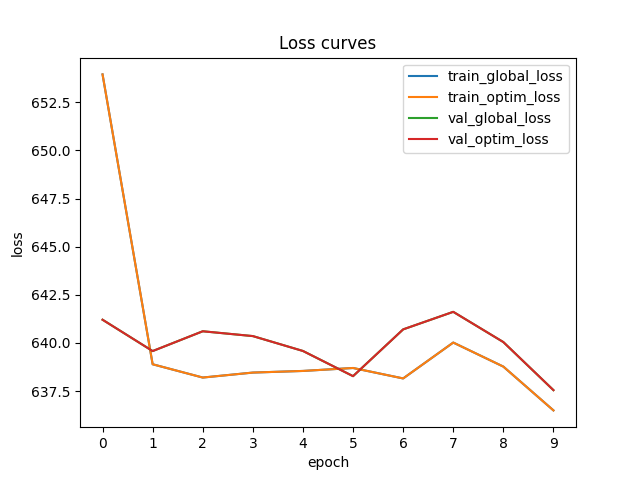 Loss curves
train_global_loss
train_optim_loss
val_global_loss
val_optim_loss
652.5
650.0
647.5
645.0
642.5
640.0
637.5
loss
0 1 2 3 4 5 6 7 8 9
epoch